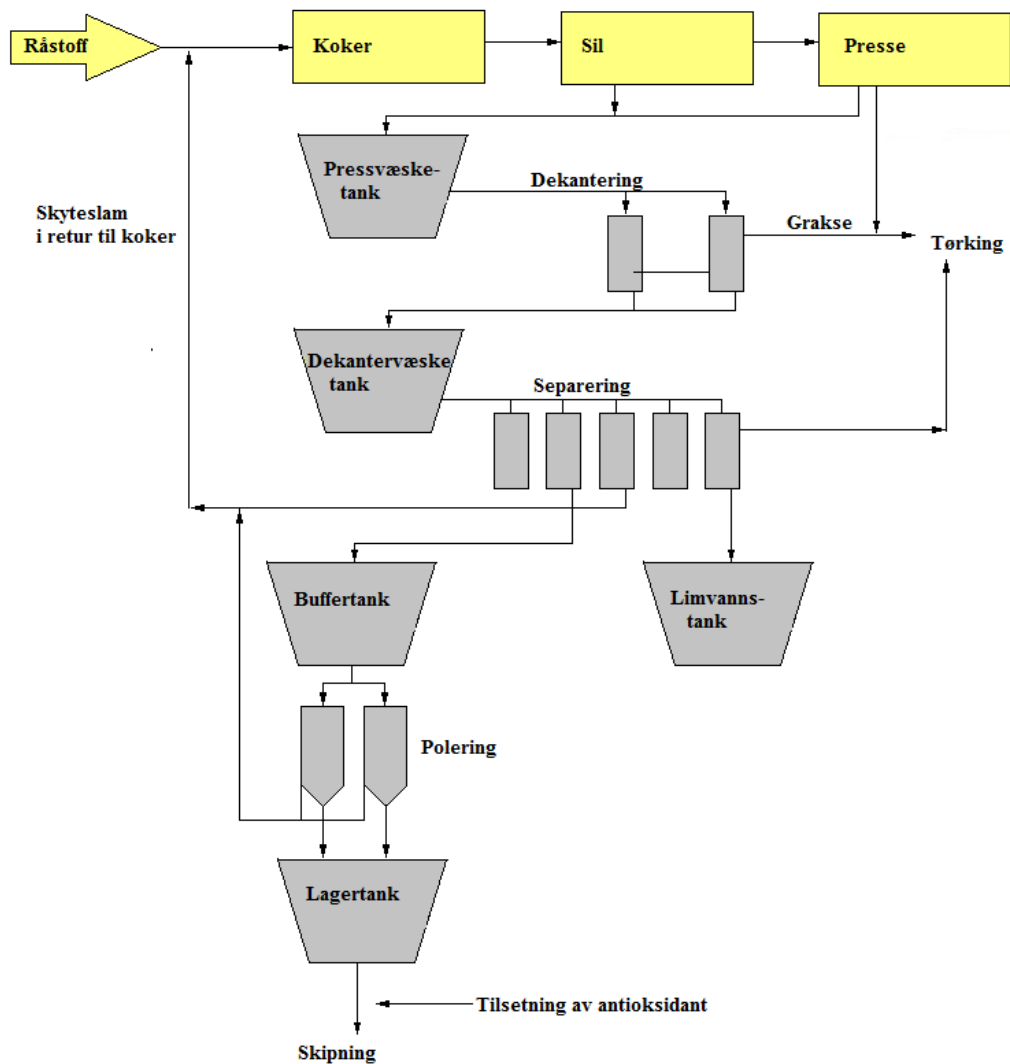 Råstoff
Koker
Sil
Presse
Pressvæske-
tank
Dekantering
Skyteslam
i retur til koker
Grakse
Tørking
Dekantervæske
tank
Separering
Buffertank
Limvanns-
tank
Polering
Lagertank
Tilsetning av antioksidant
Skipning